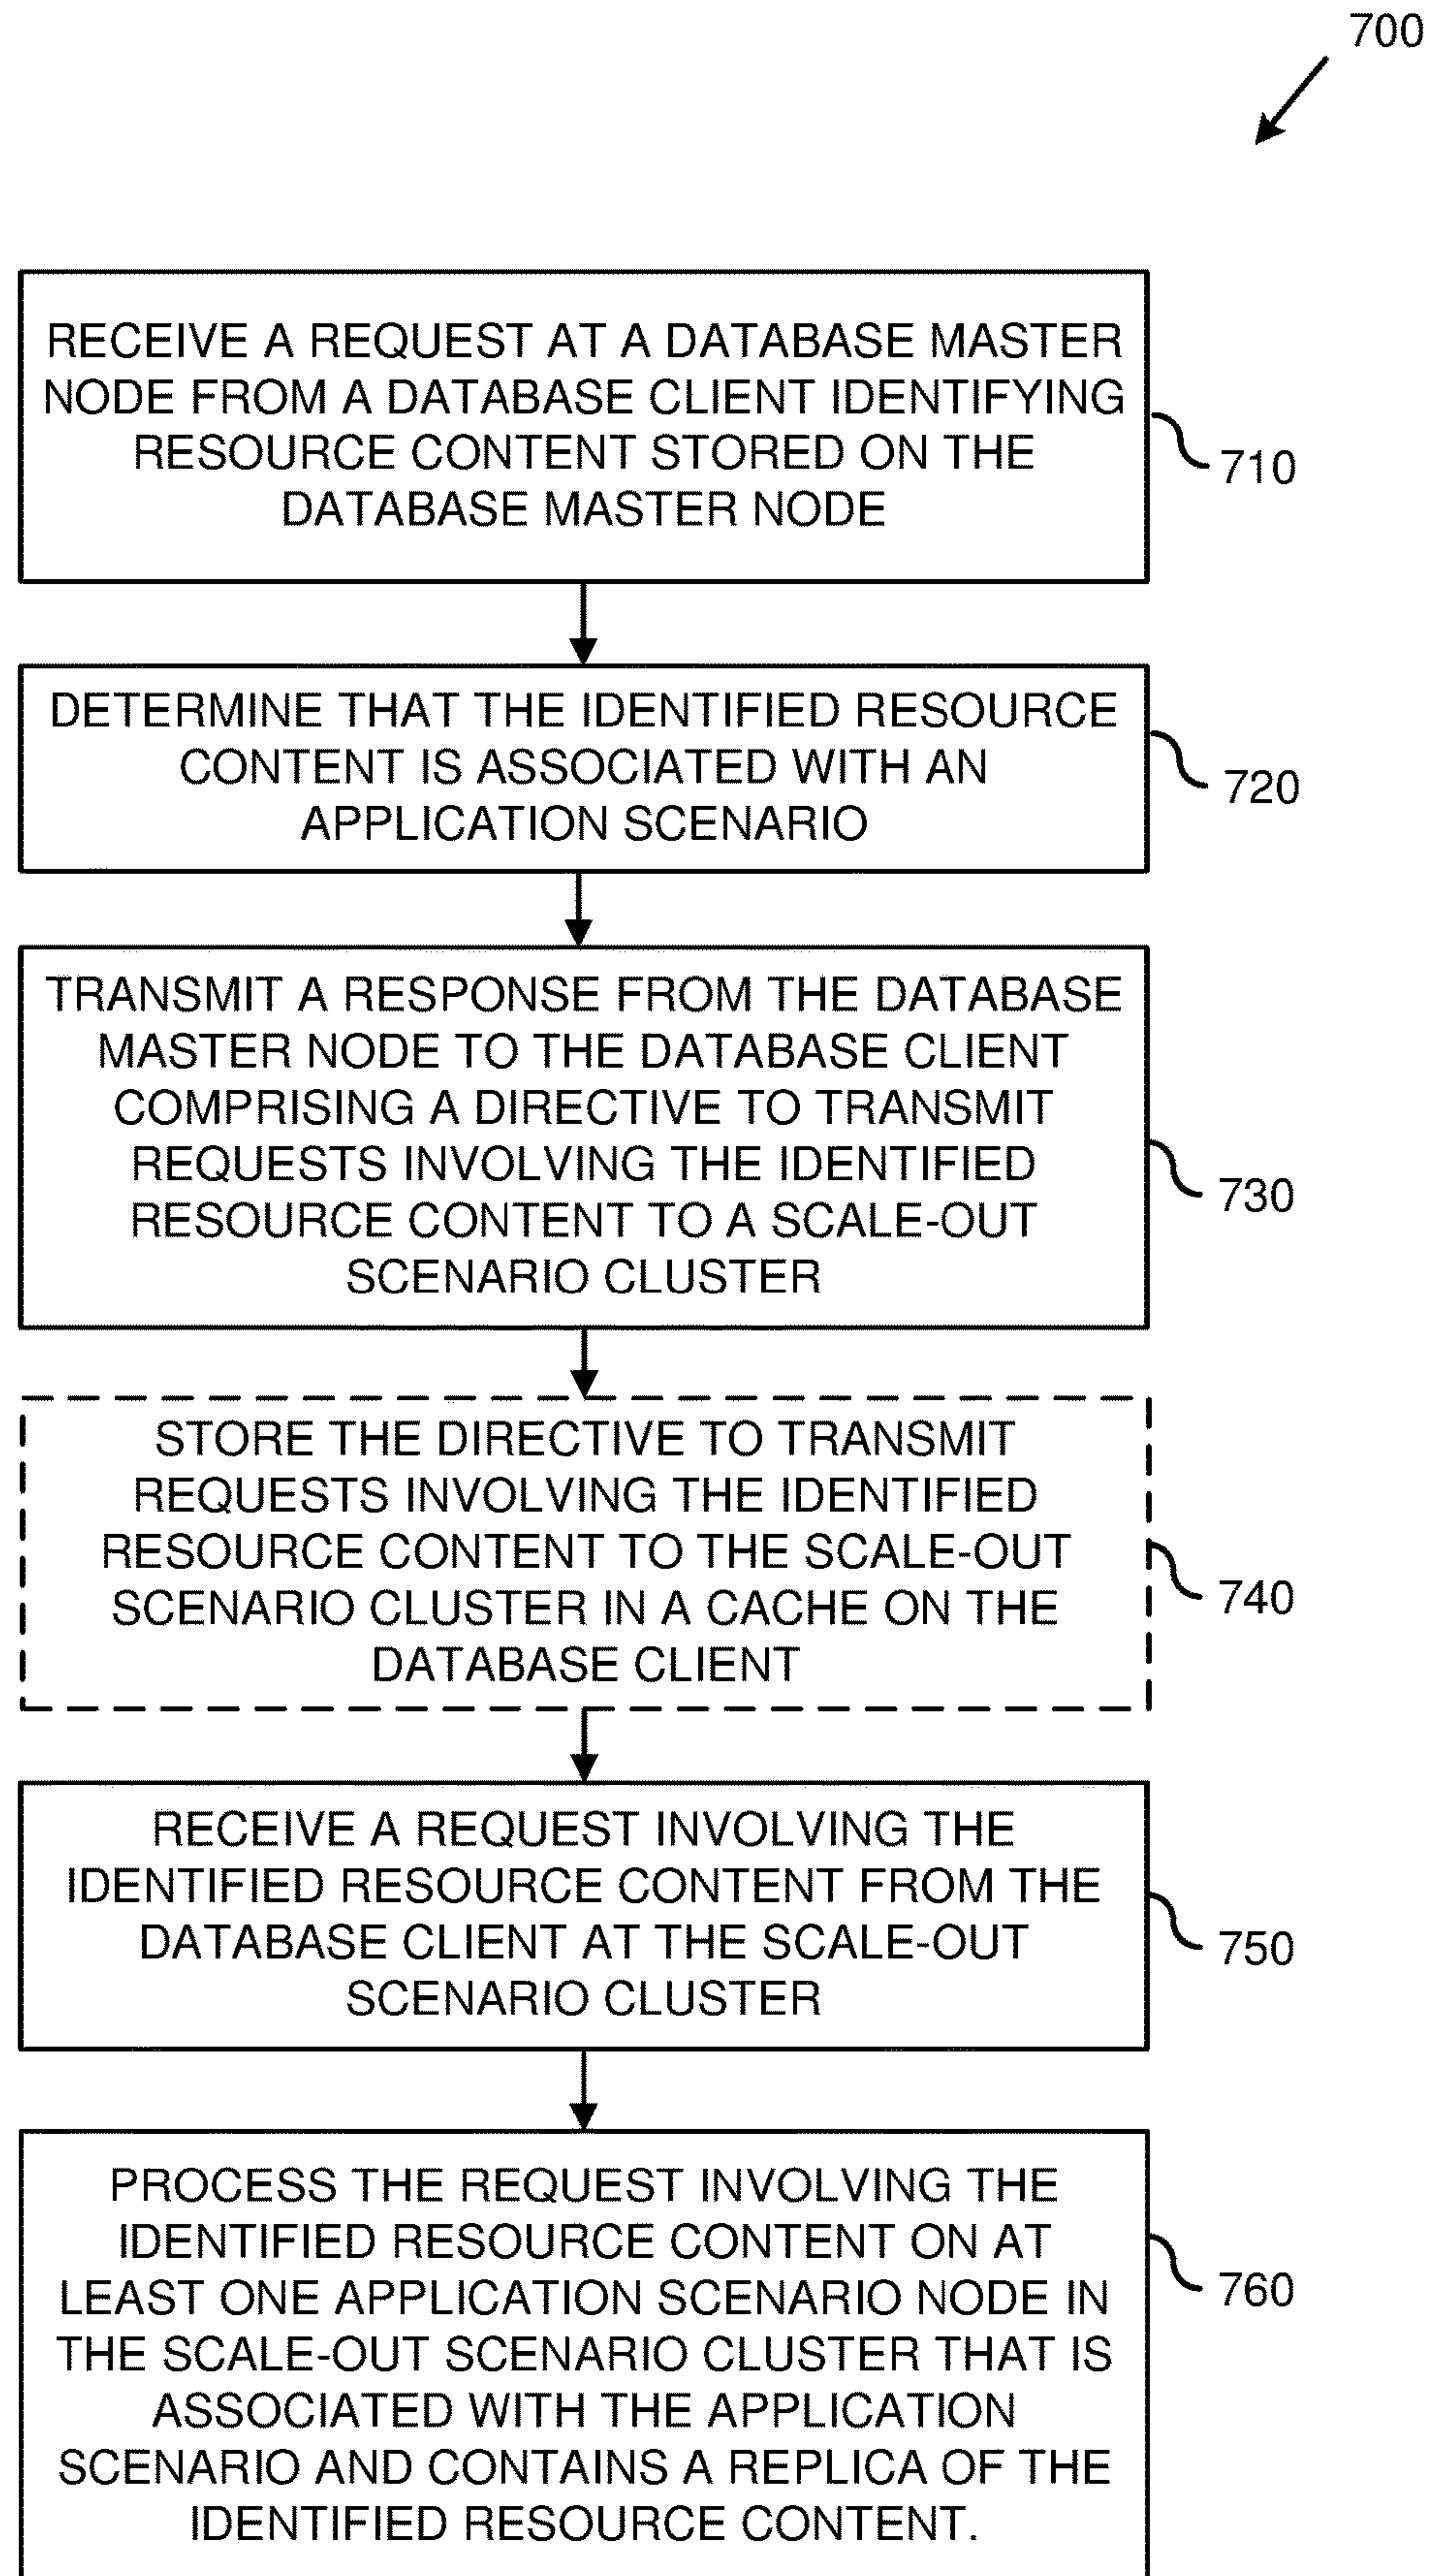 700
RECEIVE A REQUEST AT A DATABASE MASTER
NODE FROM A DATABASE CLIENT IDENTIFYING
RESOURCE CONTENT STORED ON THE
DATABASE MASTER NODE
710
DETERMINE THAT THE IDENTIFIED RESOURCE
CONTENT IS ASSOCIATED WITH AN
APPLICATION SCENARIO
720
TRANSMIT A RESPONSE FROM THE DATABASE
MASTER NODE TO THE DATABASE CLIENT
COMPRISING A DIRECTIVE TO TRANSMIT
REQUESTS INVOLVING THE IDENTIFIED
RESOURCE CONTENT TO A SCALE-OUT
SCENARIO CLUSTER
730
STORE THE DIRECTIVE TO TRANSMIT
REQUESTS INVOLVING THE IDENTIFIED
RESOURCE CONTENT TO THE SCALE-OUT
SCENARIO CLUSTER IN A CACHE ON THE
DATABASE CLIENT
740
RECEIVE A REQUEST INVOLVING THE
IDENTIFIED RESOURCE CONTENT FROM THE
DATABASE CLIENT AT THE SCALE-OUT
SCENARIO CLUSTER
750
PROCESS THE REQUEST INVOLVING THE
IDENTIFIED RESOURCE CONTENT ON AT
LEAST ONE APPLICATION SCENARIO NODE IN
THE SCALE-OUT SCENARIO CLUSTER THAT IS
ASSOCIATED WITH THE APPLICATION
SCENARIO AND CONTAINS A REPLICA OF THE
IDENTIFIED RESOURCE CONTENT.
760